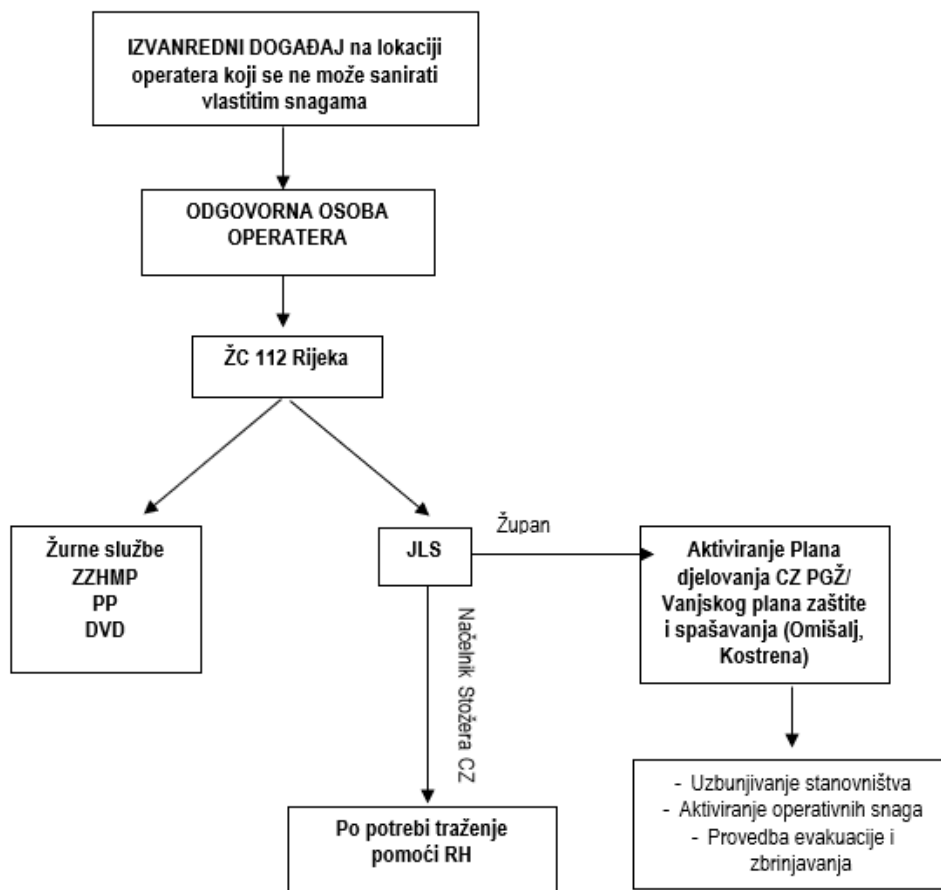 IZVANREDNI DOGAĐAJ na lokaciji
operatera koji se ne može sanirati
vlastitim snagama
ODGOVORNA OSOBA
OPERATERA
ŽC 112 Rijeka
Žurne službe
ZZHMP
PP
DVD
JLS
Župan
Aktiviranje Plana
djelovanja CZ PGŽ/
Vanjskog plana zaštite
i spašavanja (Omišalj,
Kostrena)
Načelnik Stožera CZ
Po potrebi traženje
pomoći RH
- Uzbunjivanje stanovništva
- Aktiviranje operativnih snaga
- Provedba evakuacije i
zbrinjavanja